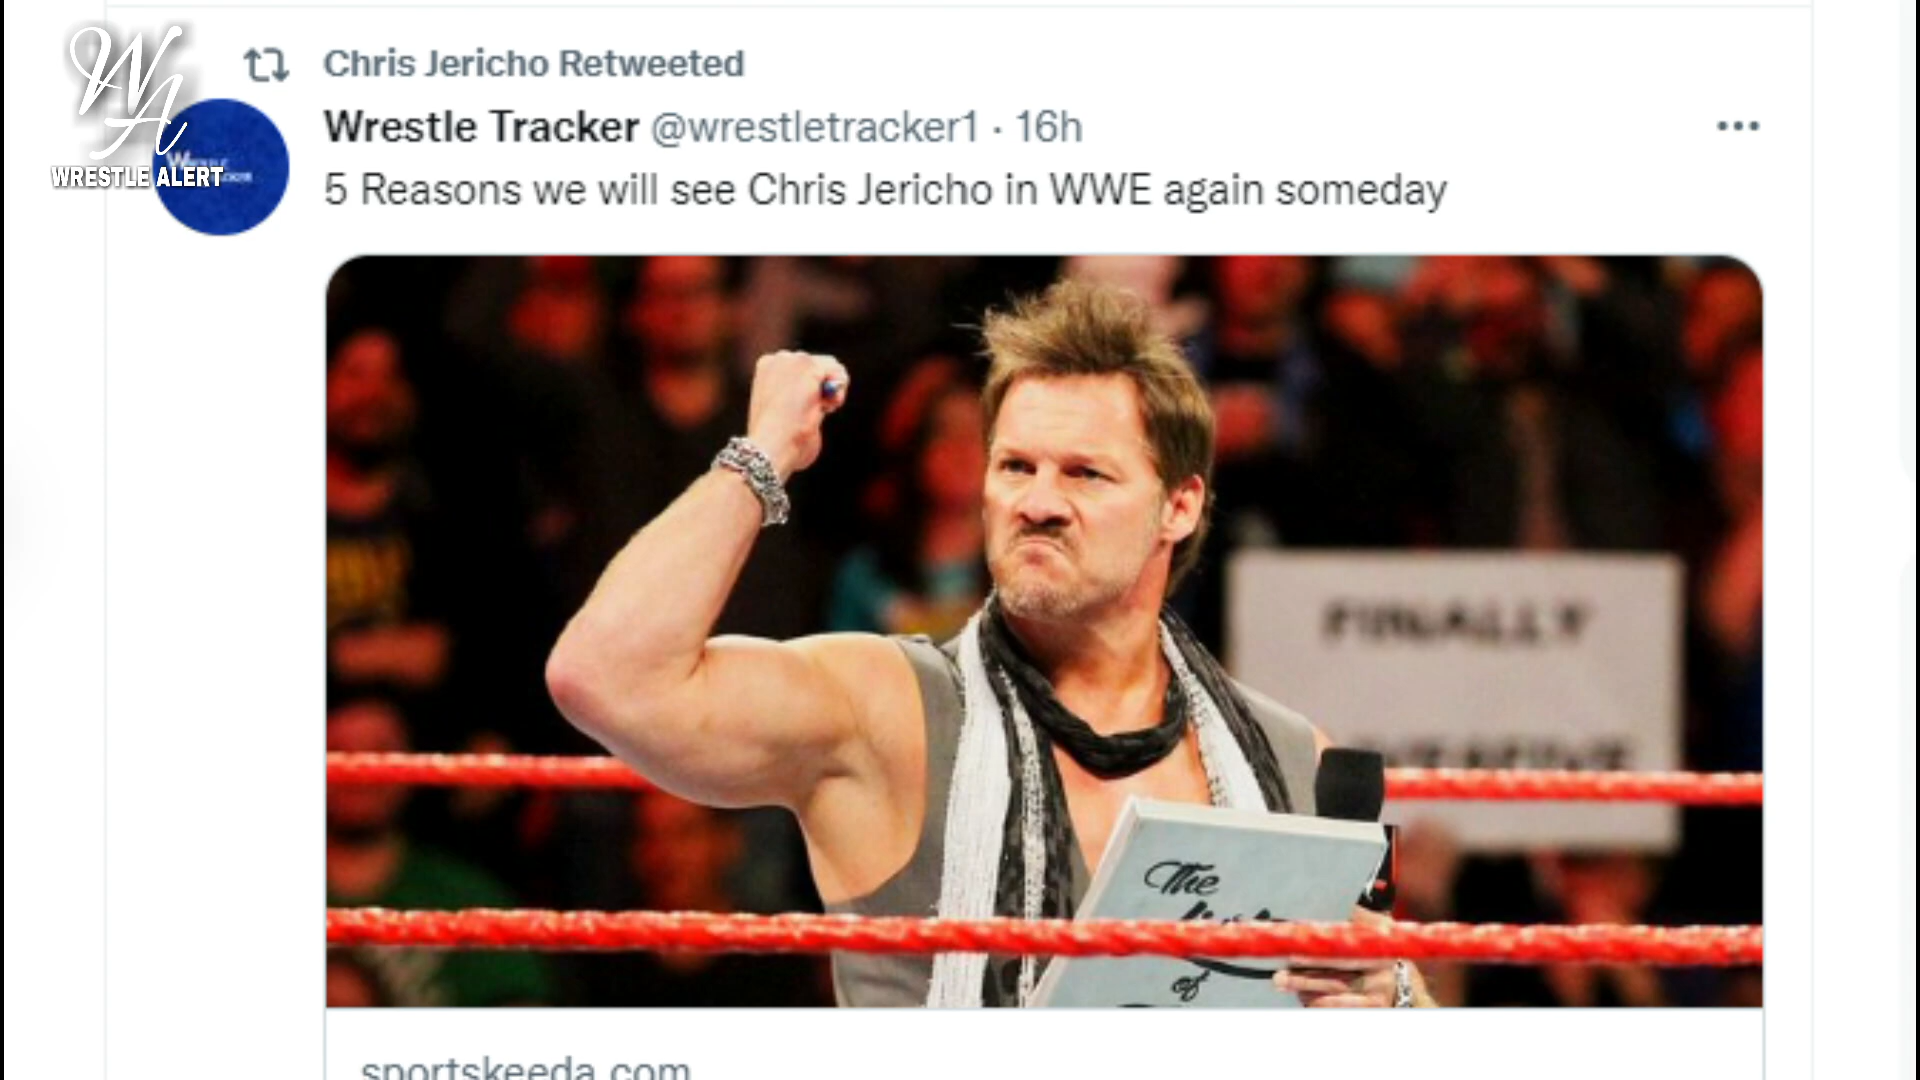 WA
WRESTLE ALERT
Chris Jericho Retweeted
Wrestle Tracker @wrestletracker1 · 16h
5 Reasons we will see Chris Jericho in WWE again someday
FINALLY
The
of
sportskeeda.com